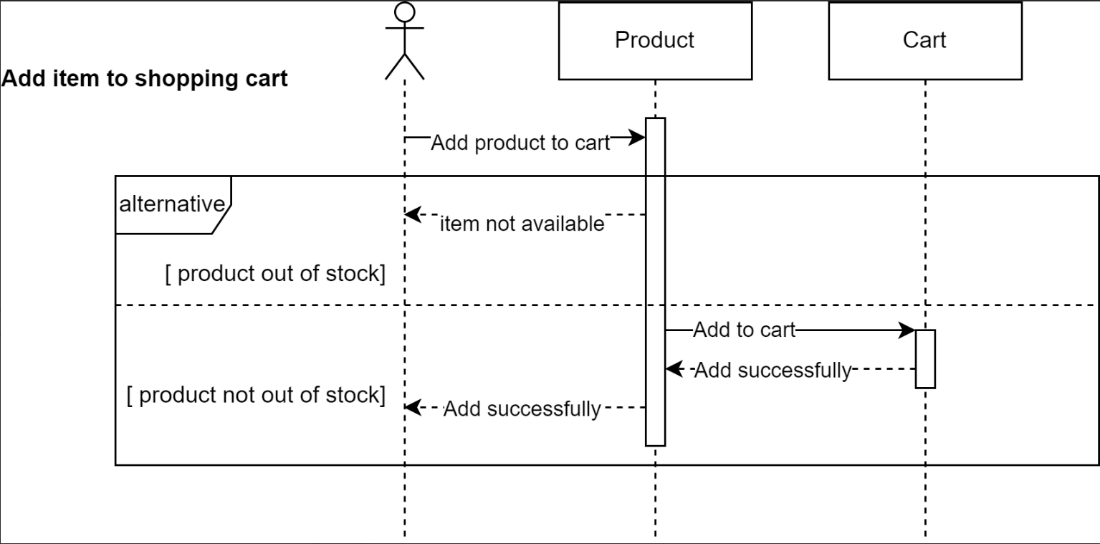 Product
Cart
Add item to shopping cart
Add product to cart
alternative
item not available
[ product out of stock]
Add to cart
Add successfully
[ product not out of stock]
Add successfully